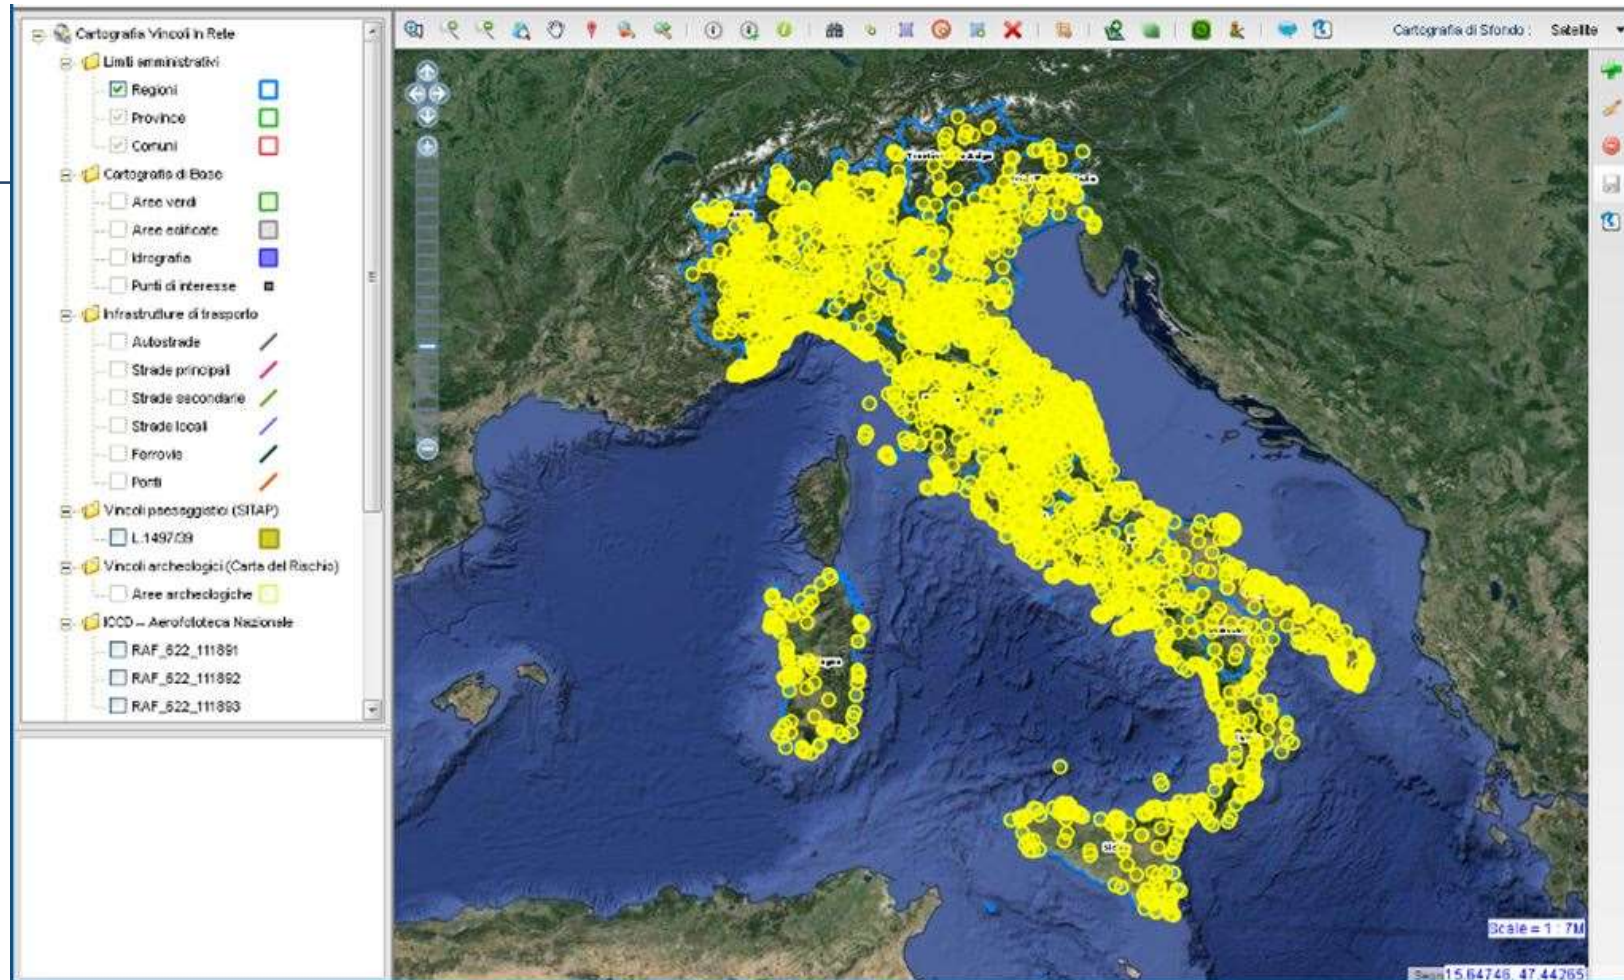 Cartografia Vincoli In Rete
Limiti amministrativi
Regioni
Province
Comuni
Cartografia di Base
Aree verdi
Aree edificate
Idrografia
Punti di interesse
Infrastrutture di trasporto
Autostrade
Strade principali
Strade secondarie
Strade locali
Ferrovie
Ponti
Vincoli paesaggistici (SITAP)
L.1497/39
Vincoli archeologici (Carta del Rischio)
Aree archeologiche
ICCD – Aerofototeca Nazionale
RAF_622_111891
RAF_622_111892
RAF_622_111893
Cartografia di Sfondo : Satellite
Scale = 1 : 7M
15,64746, 47,44265